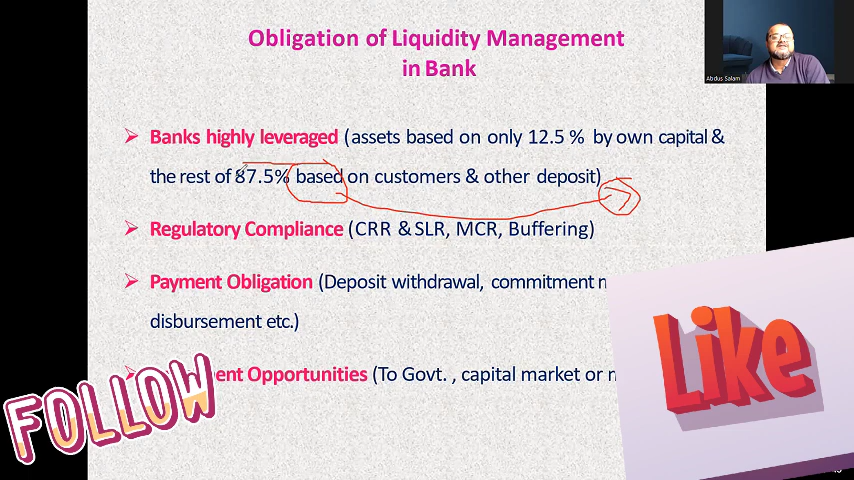 Obligation of Liquidity Management
in Bank
Abdus Salam
Banks highly leveraged (assets based on only 12.5 % by own capital &
the rest of 87.5% based on customers & other deposit)
Regulatory Compliance (CRR & SLR, MCR, Buffering)
Payment Obligation (Deposit withdrawal, commitment
disbursement etc.)
Opportunities (To Govt. , capital market or
FOLLOW
Like